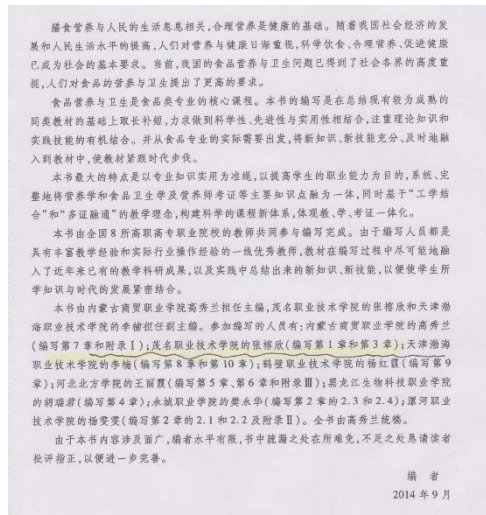 膳食营养与人民的生活息息相关,合理营养是健康的基础。随着我国社会经济的发
展和人民生活水平的提高,人们对营养与健康日渐重视,科学饮食、合理营养、促进健康
已成为社会的基本要求。当前,我国的食品营养与卫生问题已得到了社会各界的高度重
视,人们对食品的营养与卫生提出了更高的要求。
食品营养与卫生是食品类专业的核心课程。本书的编写是在总结现有较为成熟的
同类教材的基础上取长补短,力求做到科学性、先进性与实用性相结合,注重理论知识和
实践技能的有机结合。并从食品专业的实际需要出发,将新知识、新技能充分、及时地融
入到教材中,使教材紧跟时代步伐。
本书最大的特点是以专业知识实用为准绳,以提高学生的职业能力为目的,系统、完
整地将营养学和食品卫生学及营养师考证等主要知识点融为一体,同时基于“工学结
合”和“多证融通”的教学理念,构建科学的课程新体系,体现教、学、考证一体化。
本书由全国8所高职高专职业院校的教师共同参与编写完成。由于编写人员都是
具有丰富教学经验和实际行业操作经验的一线优秀教师,教材在编写过程中尽可能地融
入了近年来已有的教学科研成果,以及实践中总结出来的新知识、新技能,以便使学生所
学知识与时代的发展紧密结合。
本书由内蒙古商贸职业学院高秀兰担任主编,茂名职业技术学院的张榕欣和天津渤
海职业技术学院的李楠担任副主编。参加编写的人员有:内蒙古商贸职业学院的高秀兰
(编写第7章和附录Ⅰ);茂名职业技术学院的张榕欣(编写第1章和第3章);天津渤海
职业技术学院的李楠(编写第8章和第10章);鹤壁职业技术学院的杨红霞(编写第9
章);河北北方学院的王丽霞(编写第5章、第6章和附录Ⅲ);黑龙江生物科技职业学院
的胡瑞君(编写第4章);永城职业学院的樊永华(编写第2章的2.3和2.4);漯河职业
技术学院的杨雯雯(编写2章的2.1和2.2及附录Ⅱ)。全书由高秀兰统稿。
由于本书内容涉及面广,编者水平有限,书中疏漏之处在所难免,不足之处恳请读者
批评指正,以便进一步完善。
编 者
2014年9月